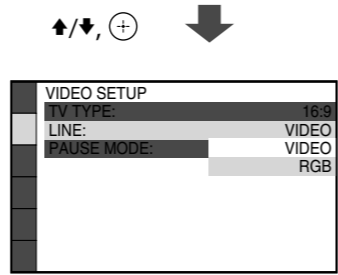 ↑/↓, ⊕
VIDEO SETUP
TV TYPE: 16:9
LINE: VIDEO
PAUSE MODE: VIDEO
RGB